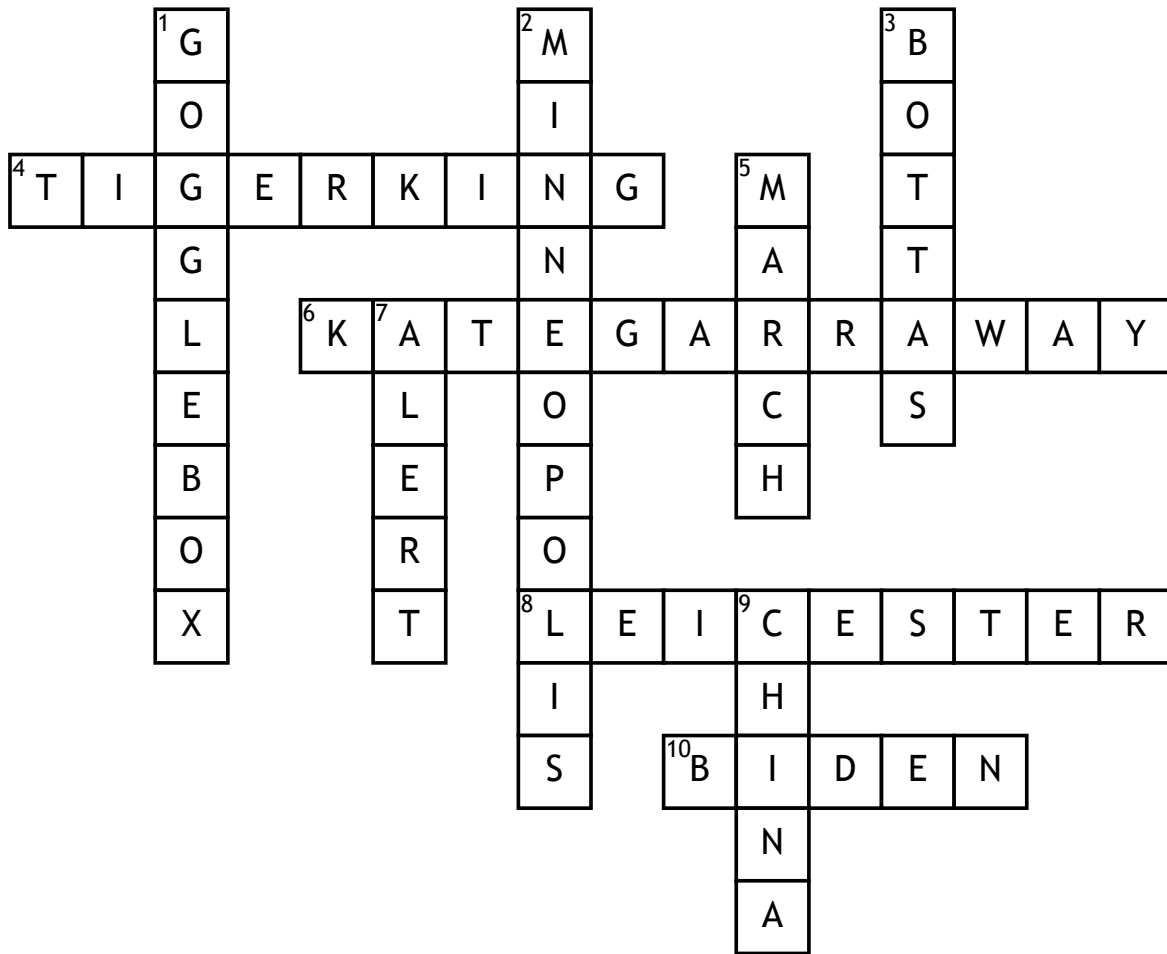 1 G 2 M 3 B
O I O
4 T I G E R K I N G 5 M T
G N A T
L 6 K 7 A T E G A R R A W A Y
E L O C S
B E P H
O R O
X T 8 L E I 9 C E S T E R
I H
S 10 B I D E N
N
A